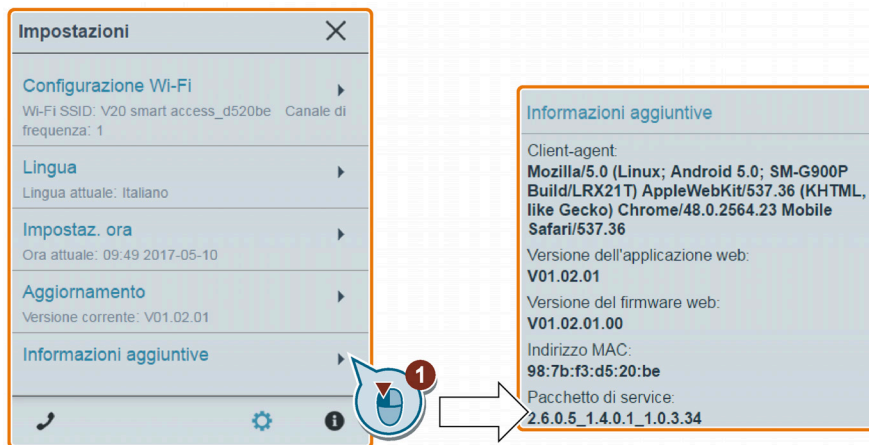 Impostazioni
Configurazione Wi-Fi
Wi-Fi SSID: V20 smart access_d520be Canale di
frequenza: 1
Lingua
Lingua attuale: Italiano
Impostaz. ora
Ora attuale: 09:49 2017-05-10
Aggiornamento
Versione corrente: V01.02.01
Informazioni aggiuntive
1
Informazioni aggiuntive
Client-agent:
Mozilla/5.0 (Linux; Android 5.0; SM-G900P
Build/LRX21T) AppleWebKit/537.36 (KHTML,
like Gecko) Chrome/48.0.2564.23 Mobile
Safari/537.36
Versione dell'applicazione web:
V01.02.01
Versione del firmware web:
V01.02.01.00
Indirizzo MAC:
98:7b:f3:d5:20:be
Pacchetto di service:
2.6.0.5_1.4.0.1_1.0.3.34